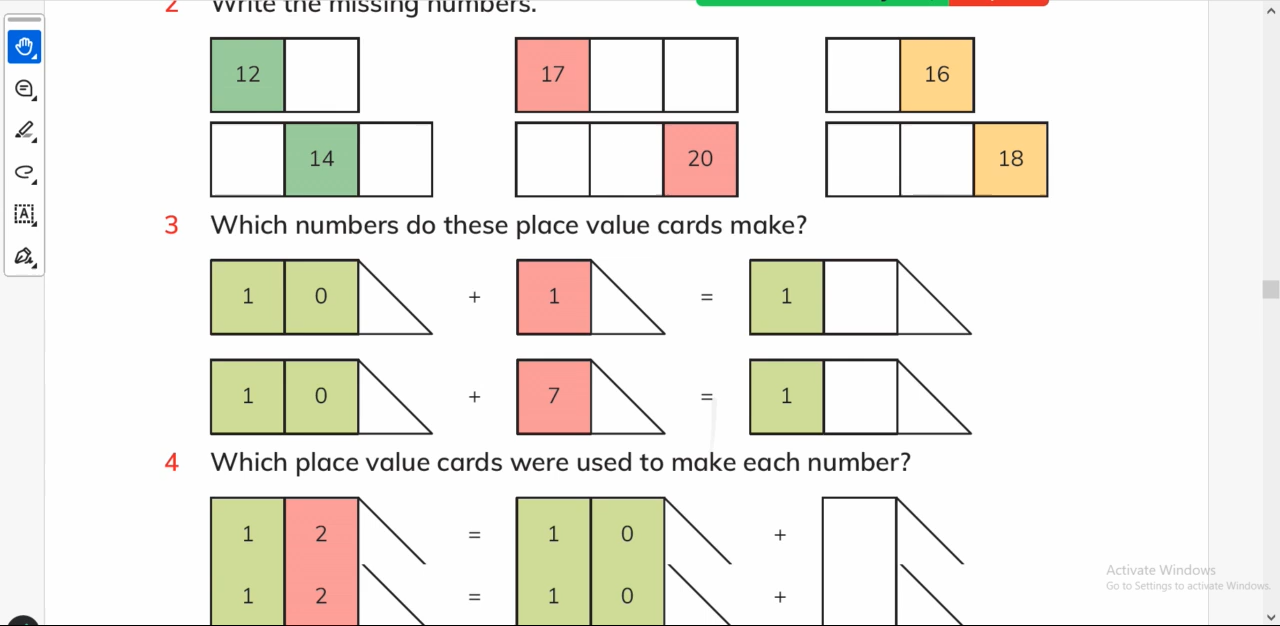 2 Write the missing numbers.
12 17 16
14 20 18
3 Which numbers do these place value cards make?
1 0 + 1 = 1
1 0 + 7 = 1
4 Which place value cards were used to make each number?
1 2 = 1 0 +
1 2 = 1 0 +
Activate Windows
Go to Settings to activate Windows.